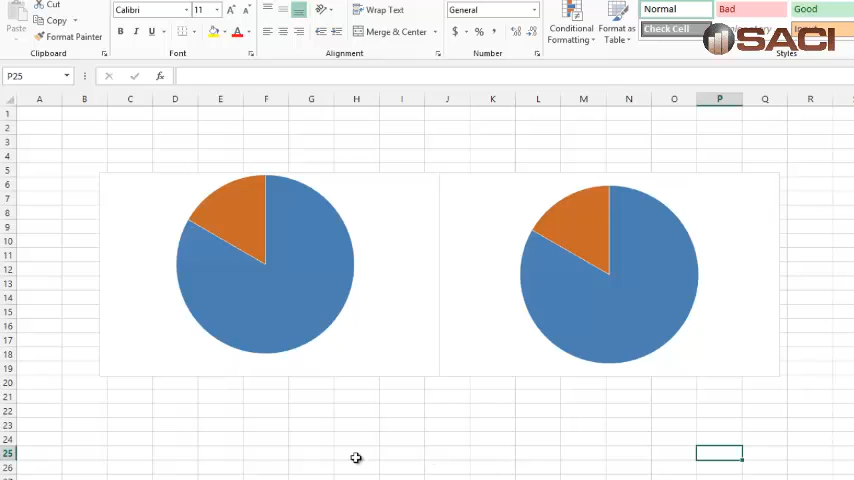 Cut
Calibri 11
Wrap Text
General
Normal Bad Good
Paste
Copy
Format Painter
B I U
A
Merge & Center
$ % ,
Conditional Formatting
Format as Table
Check Cell
SACI
Clipboard Font Alignment Number Styles
P25
fx
A B C D E F G H I J K L M N O P Q R
1
2
3
4
5
6
7
8
9
10
11
12
13
14
15
16
17
18
19
20
21
22
23
24
25
26